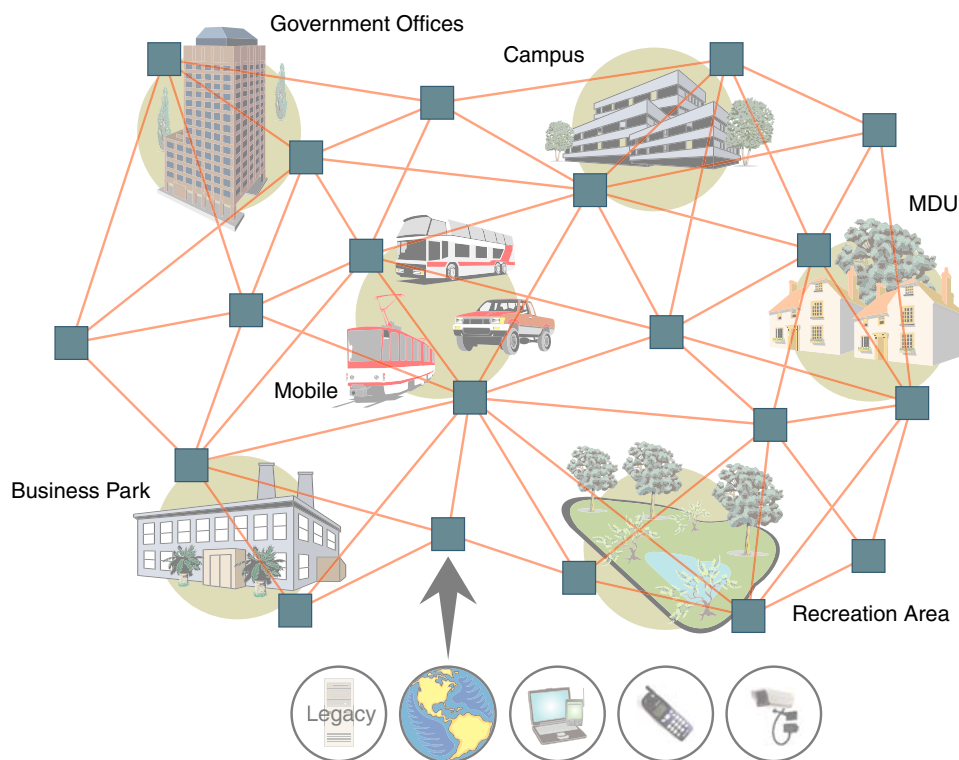 Government Offices
Campus
MDU
Mobile
Business Park
Recreation Area
Legacy